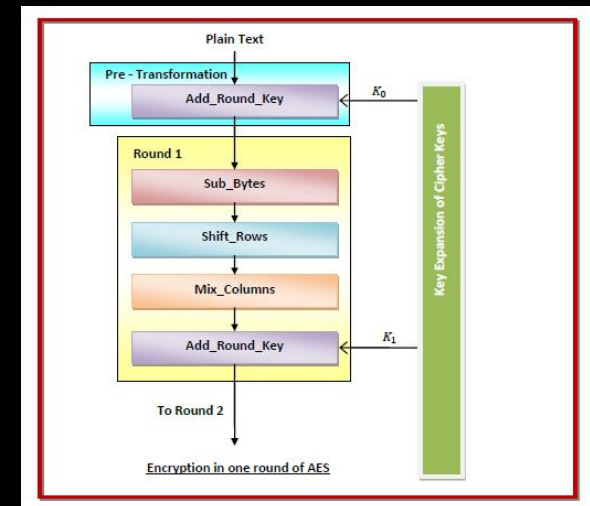 Plain Text
Pre - Transformation
Add_Round_Key
K₀
Round 1
Sub_Bytes
Shift_Rows
Mix_Columns
Add_Round_Key
K₁
Key Expansion of Cipher Keys
To Round 2
Encryption in one round of AES